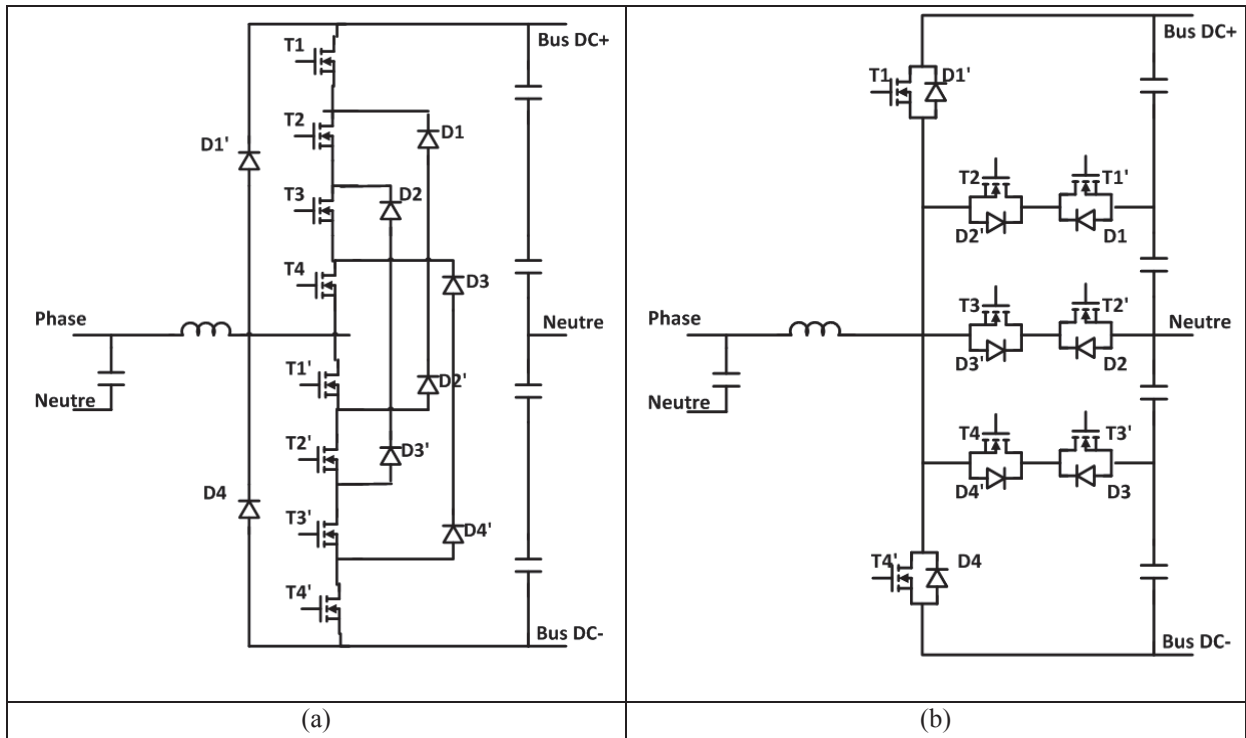 Bus DC+
T1
T2
D1
D1'
T3
D2
T4
D3
Phase
Neutre
T1'
D2'
Neutre
T2'
D3'
D4
T3'
D4'
T4'
Bus DC-
(a)
Bus DC+
T1
D1'
T2
T1'
D2'
D1
T3
T2'
Phase
Neutre
D3'
D2
Neutre
T4
T3'
D4'
D3
T4'
D4
Bus DC-
(b)